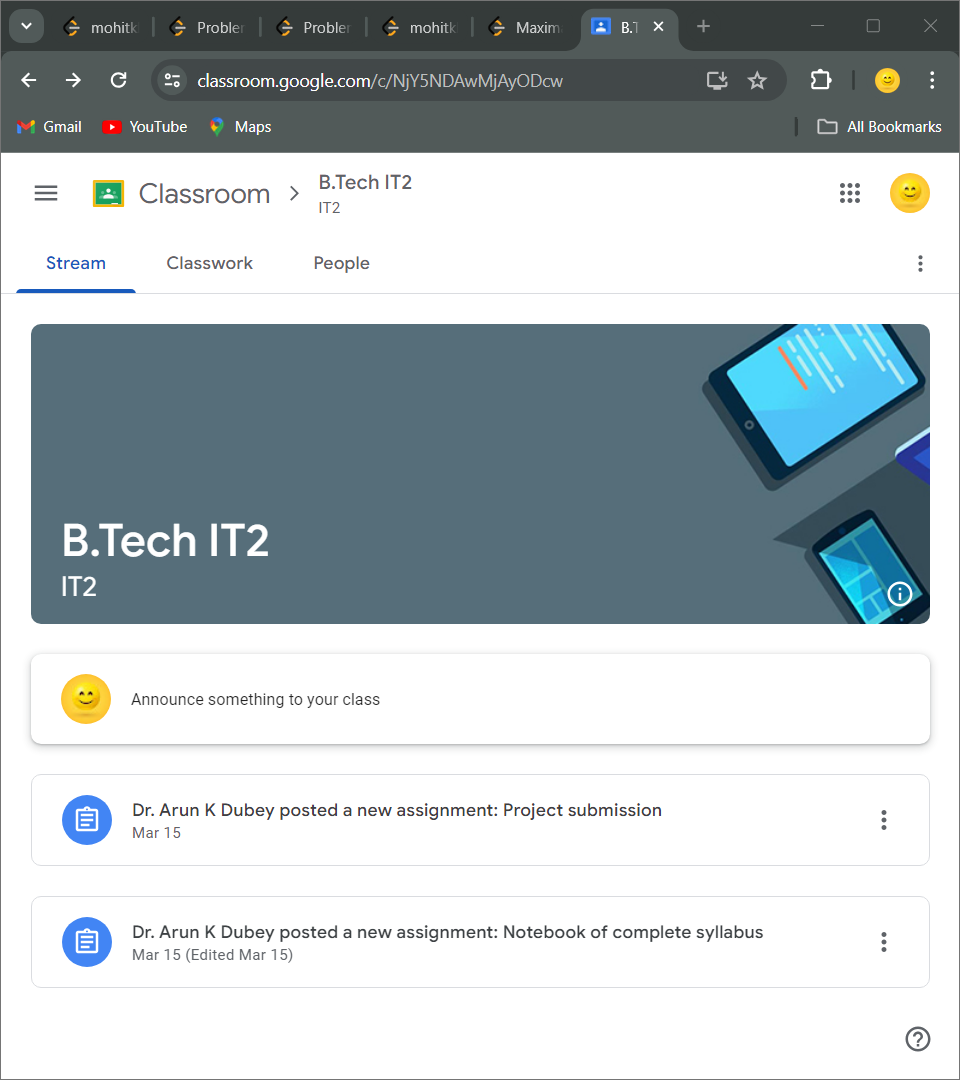 mohitk
Probler
Probler
mohitk
Maxim
B.T
classroom.google.com/c/NjY5NDAwMjAyODcw
Gmail
YouTube
Maps
All Bookmarks
Classroom
B.Tech IT2
IT2
Stream
Classwork
People
B.Tech IT2
IT2
Announce something to your class
Dr. Arun K Dubey posted a new assignment: Project submission
Mar 15
Dr. Arun K Dubey posted a new assignment: Notebook of complete syllabus
Mar 15 (Edited Mar 15)